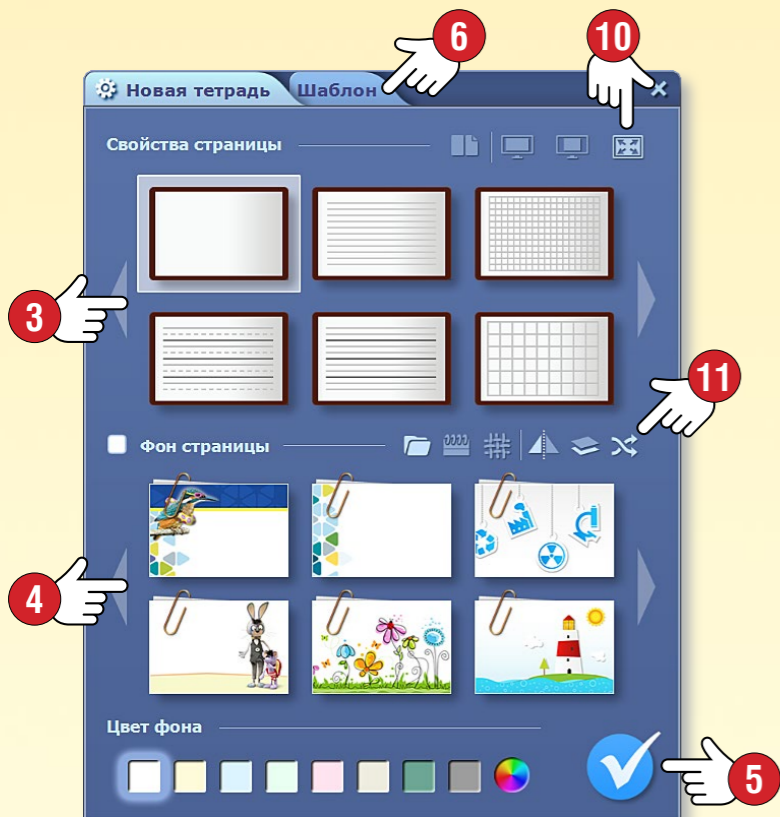 6
10
Новая тетрадь
Шаблон
Свойства страницы
3
11
Фон страницы
4
Цвет фона
5